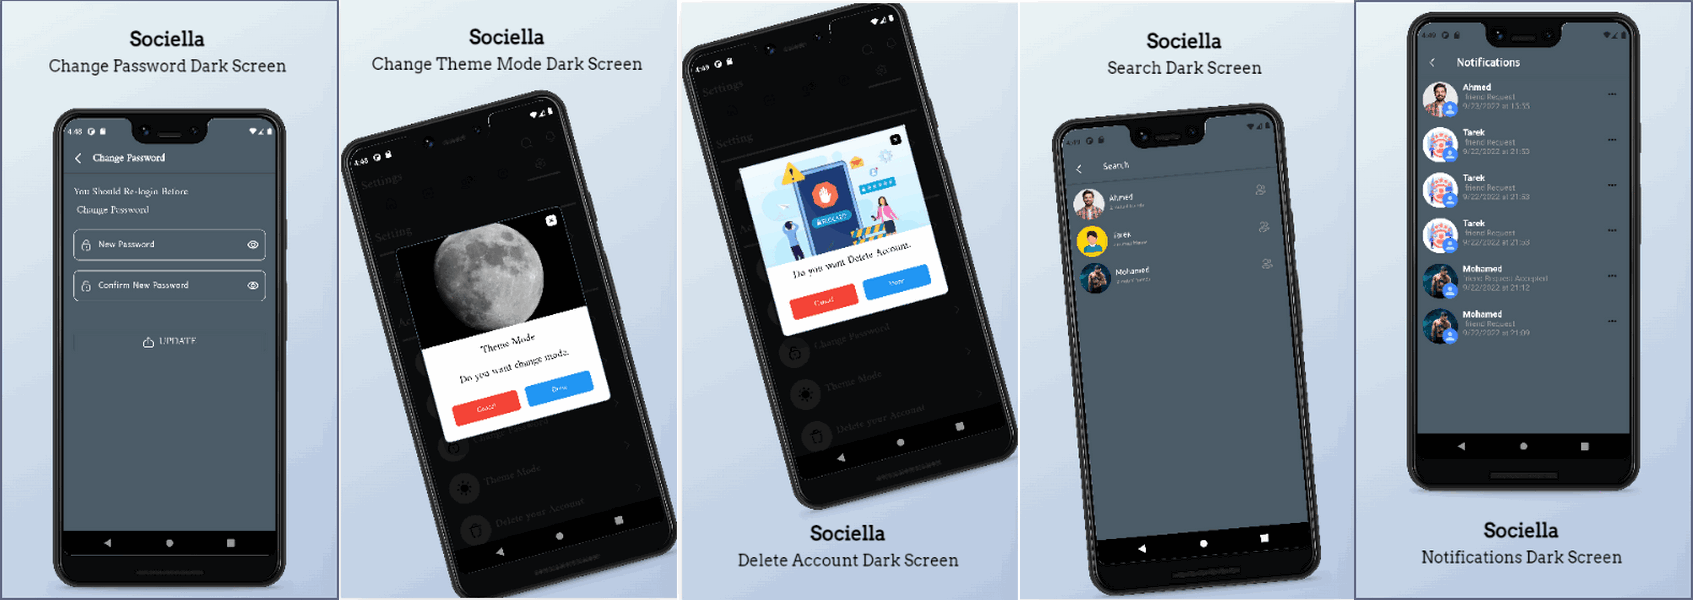 Sociella
Change Password Dark Screen
4:48
Change Password
You Should Re-login Before
Change Password
New Password
Confirm New Password
UPDATE
Sociella
Change Theme Mode Dark Screen
4:48
Settings
Setting
Theme Mode
Do you want change mode.
Cancel
Done
Theme Mode
Delete your Account
4:49
Settings
Setting
BLOCKED
Do you want Delete Account.
Cancel
Done
Change Password
Theme Mode
Delete your Account
Sociella
Delete Account Dark Screen
Sociella
Search Dark Screen
4:49
Search
Ahmed
Tarek
Mohamed
4:49
Notifications
Ahmed
friend Request
Tarek
friend Request
9/22/2022 at 21:53
Tarek
friend Request
9/22/2022 at 21:53
Tarek
friend Request
9/22/2022 at 21:53
Mohamed
friend Request Accepted
9/22/2022 at 21:12
Mohamed
friend Request
9/22/2022 at 21:09
Sociella
Notifications Dark Screen